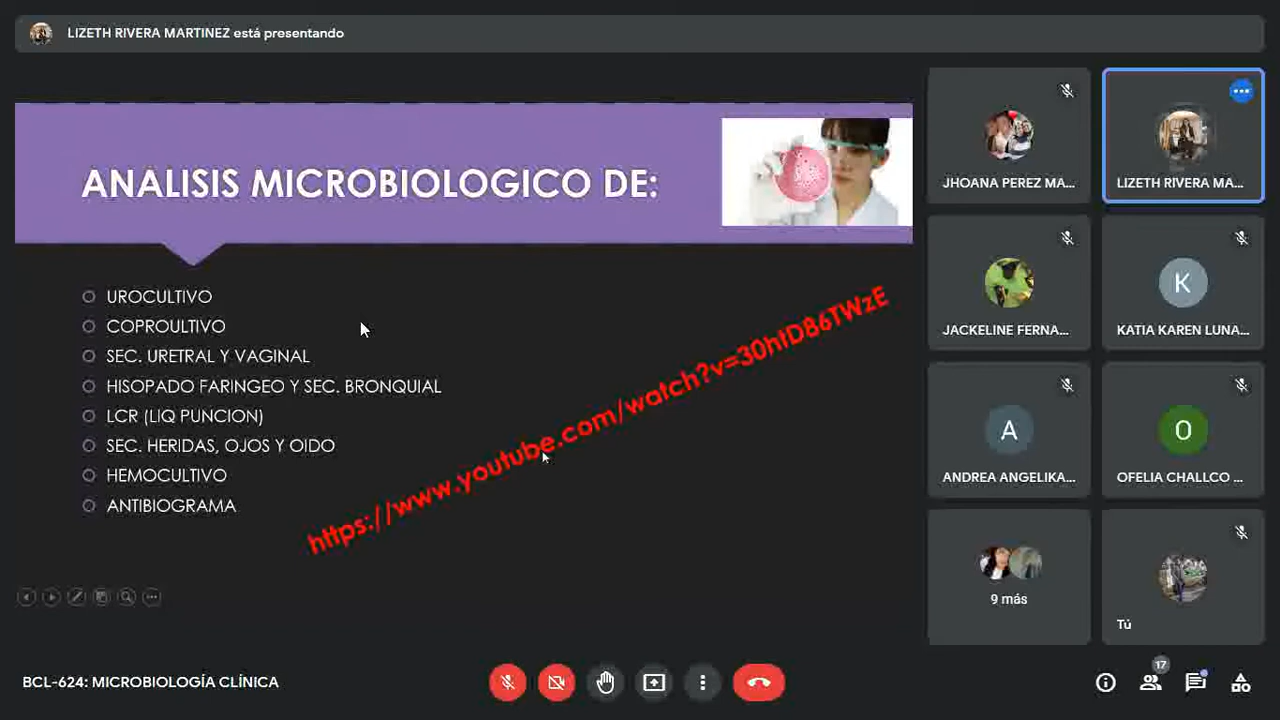 LIZETH RIVERA MARTINEZ está presentando
ANALISIS MICROBIOLOGICO DE:
UROCULTIVO
COPROULTIVO
SEC. URETRAL Y VAGINAL
HISOPADO FARINGEO Y SEC. BRONQUIAL
LCR (LIQ PUNCION)
SEC. HERIDAS, OJOS Y OIDO
HEMOCULTIVO
ANTIBIOGRAMA
https://www.youtube.com/watch?v=30htD86TWzE
JHOANA PEREZ MA...
LIZETH RIVERA MA...
JACKELINE FERNA...
K
KATIA KAREN LUNA...
A
ANDREA ANGELIKA...
O
OFELIA CHALLCO ...
9 más
Tú
BCL-624: MICROBIOLOGÍA CLÍNICA
17